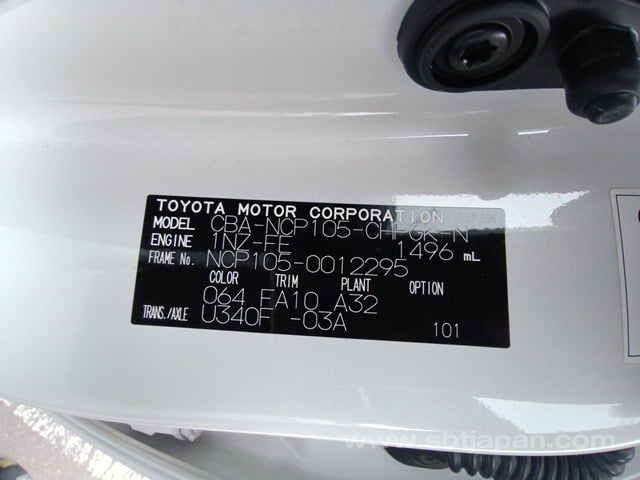 TOYOTA MOTOR CORPORATION JAPAN
MODEL CBA-NCP105-CHPGK-N
ENGINE 1NZ-FE 1496 mL
FRAME No. NCP105-0012295
COLOR TRIM PLANT OPTION
064 FA10 A32
TRANS./AXLE U340F -03A
101
www.sbtjapan.com